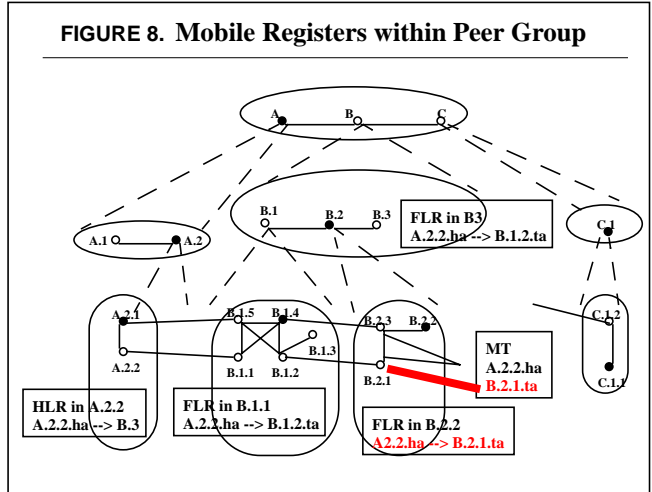 FIGURE 8. Mobile Registers within Peer Group
A B C
B.1 B.2 B.3
FLR in B3
A.2.2.ha --> B.1.2.ta
C.1
A.1 A.2
A.2.1 B.1.5 B.1.4 B.2.3 B.2.2 C.1.2
A.2.2 B.1.1 B.1.2 B.1.3 B.2.1 C.1.1
MT
A.2.2.ha
B.2.1.ta
HLR in A.2.2
A.2.2.ha --> B.3
FLR in B.1.1
A.2.2.ha --> B.1.2.ta
FLR in B.2.2
A2.2.ha --> B.2.1.ta